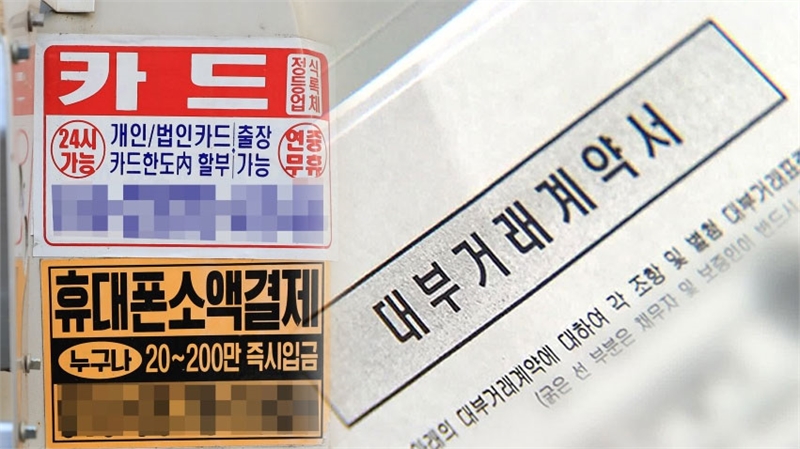 카드
정식등록업체
24시가능
개인/법인카드 출장
카드한도內 할부 가능
연중무휴
휴대폰소액결제
누구나 20~200만 즉시입금
대부거래계약서
아래의 대부거래계약에 대하여 각 조항 및 별첨 대부거래표준
(굵은 선 부분은 채무자 및 보증인이 반드시